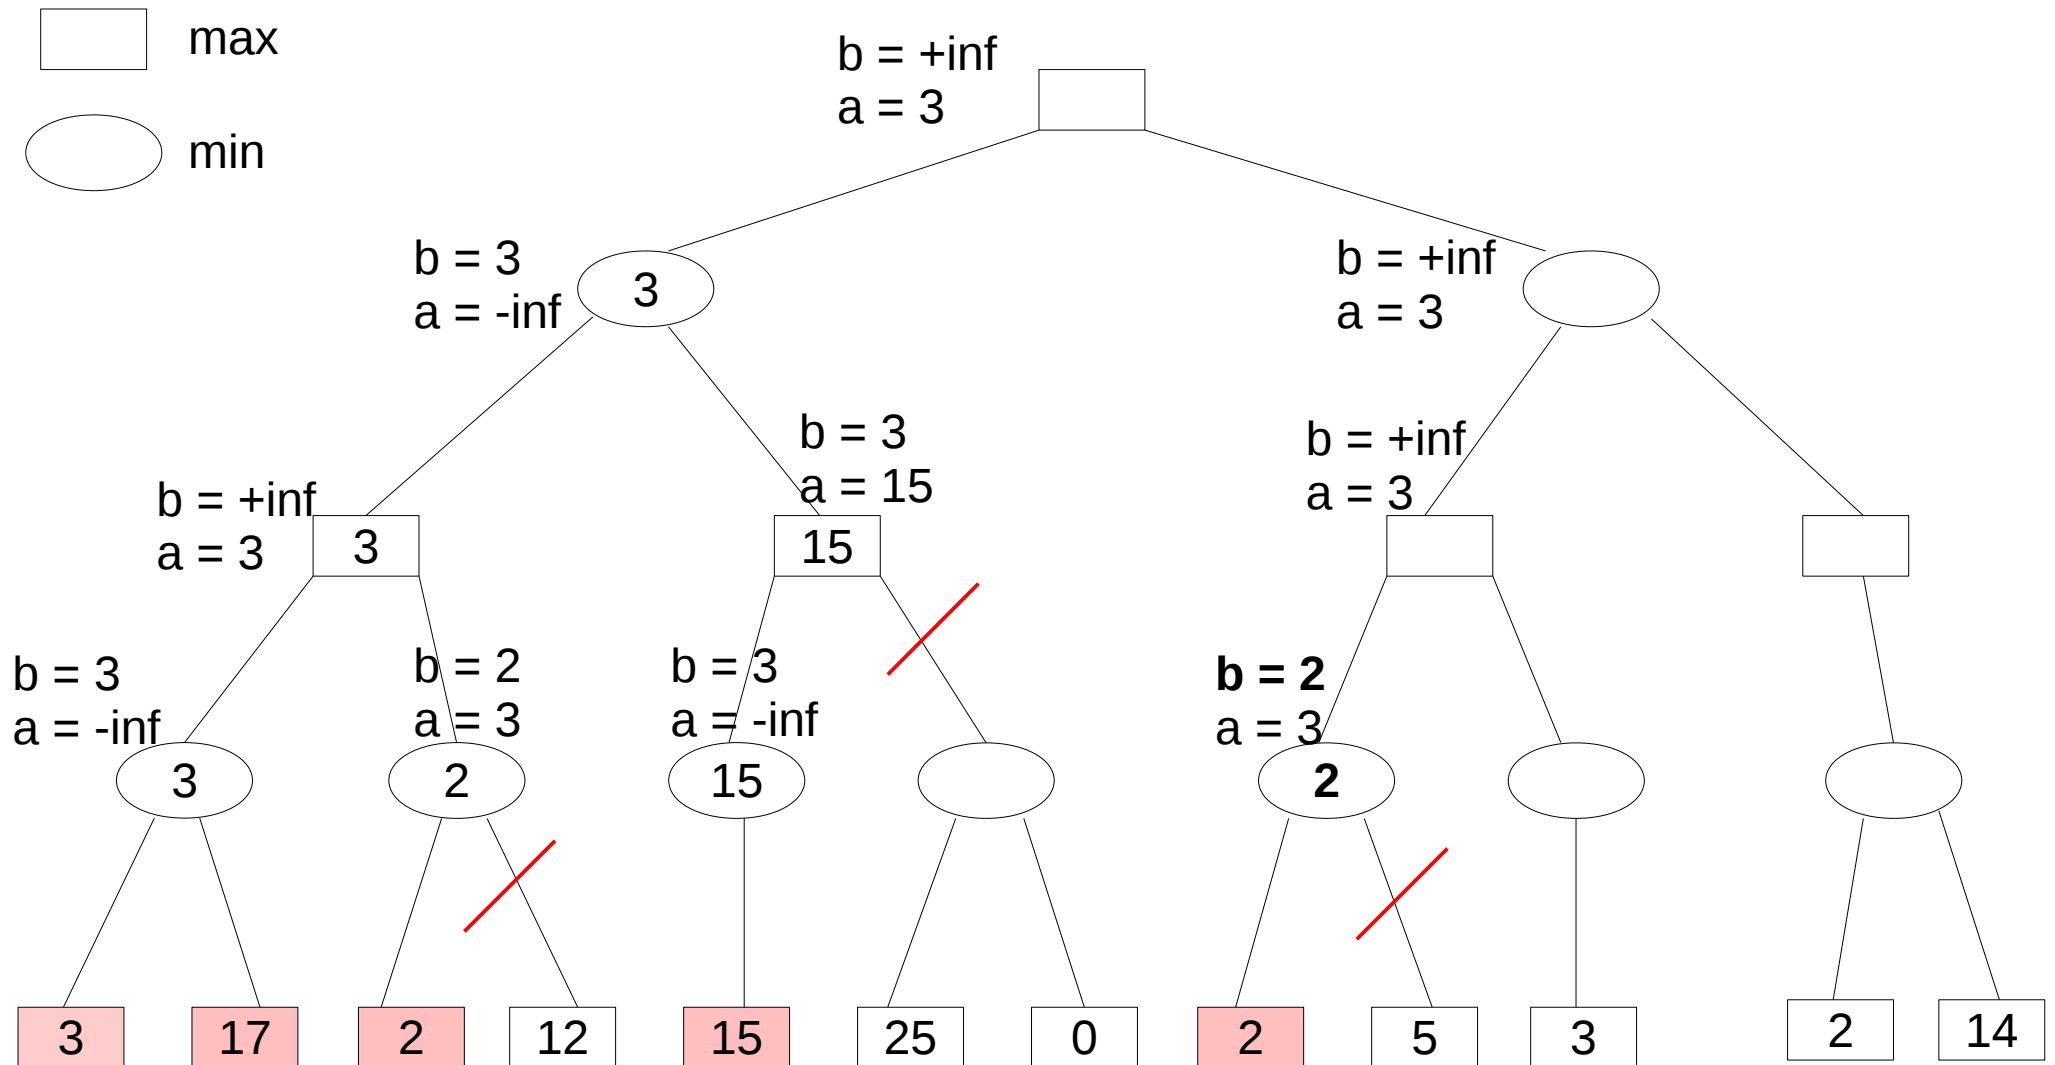 max
min
b = +inf
a = 3
b = 3
a = -inf
3
b = +inf
a = 3
b = +inf
a = 3
3
b = 3
a = 15
15
b = +inf
a = 3
b = 3
a = -inf
3
b = 2
a = 3
2
b = 3
a = -inf
15
b = 2
a = 3
2
3
17
2
12
15
25
0
2
5
3
2
14